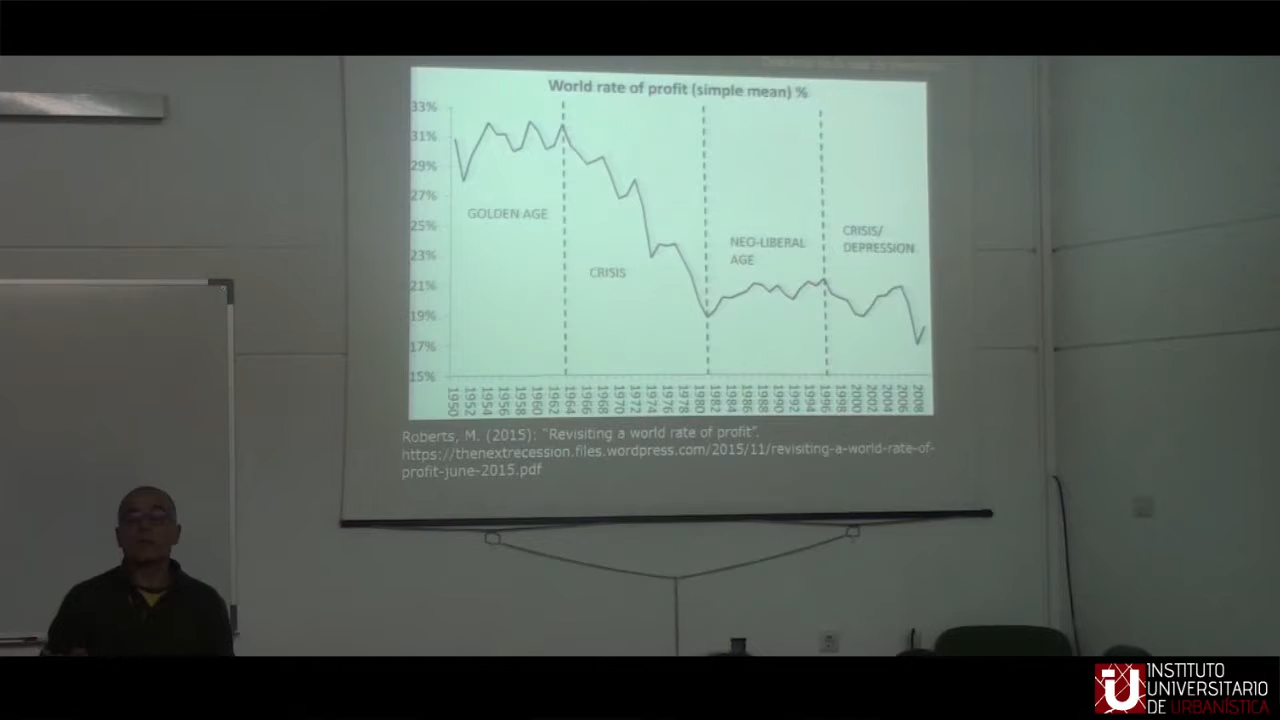 World rate of profit (simple mean) %
33%
31%
29%
27%
25%
23%
21%
19%
17%
15%
GOLDEN AGE
CRISIS
NEO-LIBERAL
AGE
CRISIS/
DEPRESSION
1950 1952 1954 1956 1958 1960 1962 1964 1966 1968 1970 1972 1974 1976 1978 1980 1982 1984 1986 1988 1990 1992 1994 1996 1998 2000 2002 2004 2006 2008
Roberts, M. (2015): "Revisiting a world rate of profit".
https://thenextrecession.files.wordpress.com/2015/11/revisiting-a-world-rate-of-
profit-june-2015.pdf
iU
INSTITUTO
UNIVERSITARIO
DE URBANÍSTICA